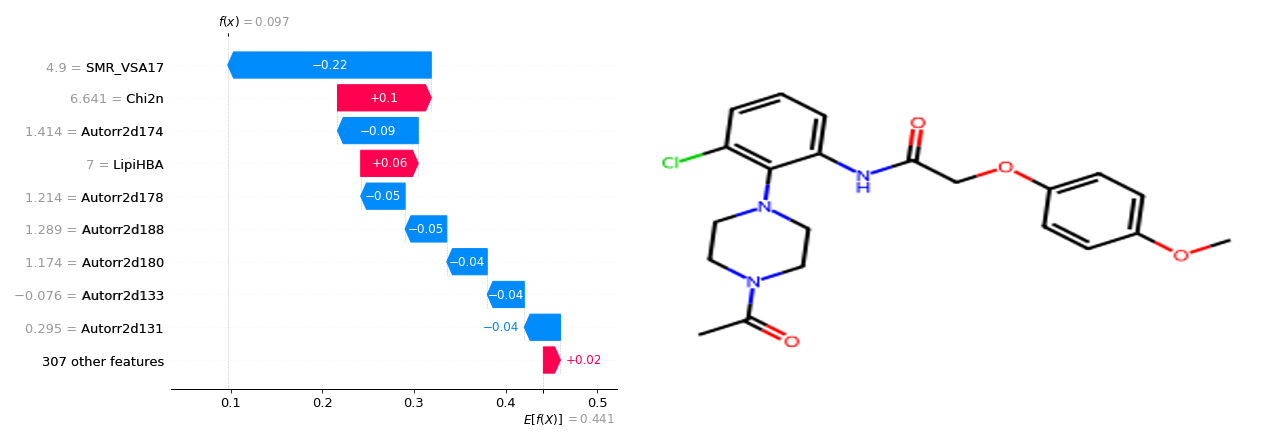 f(x) = 0.097
4.9 = SMR_VSA17
−0.22
6.641 = Chi2n
+0.1
1.414 = Autorr2d174
−0.09
7 = LipiHBA
+0.06
1.214 = Autorr2d178
−0.05
1.289 = Autorr2d188
−0.05
1.174 = Autorr2d180
−0.04
−0.076 = Autorr2d133
−0.04
0.295 = Autorr2d131
−0.04
307 other features
+0.02
0.1 0.2 0.3 0.4 0.5
E[f(X)] = 0.441
Cl
N
N
O
N
H
O
O
O